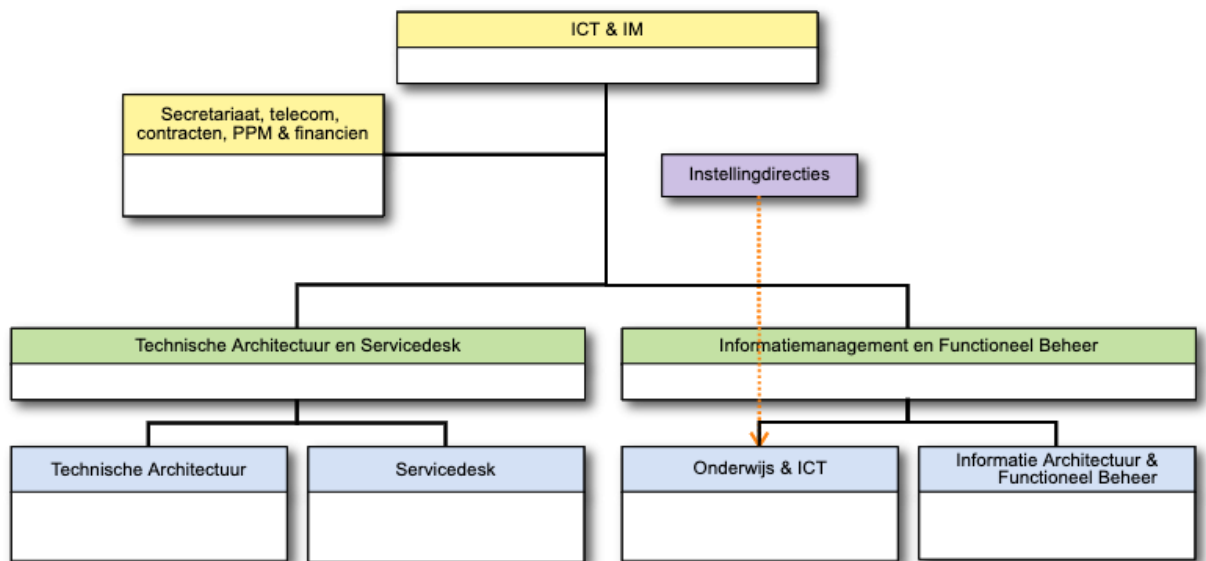 ICT & IM
Secretariaat, telecom,
contracten, PPM & financien
Instellingdirecties
Technische Architectuur en Servicedesk
Informatiemanagement en Functioneel Beheer
Technische Architectuur
Servicedesk
Onderwijs & ICT
Informatie Architectuur &
Functioneel Beheer